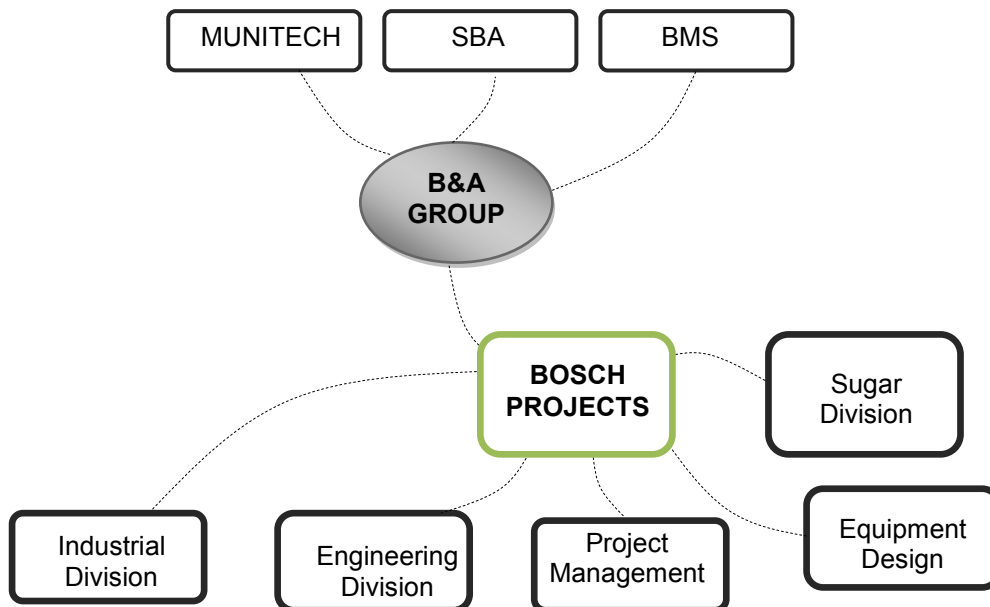 MUNITECH
SBA
BMS
B&A
GROUP
BOSCH
PROJECTS
Sugar
Division
Industrial
Division
Engineering
Division
Project
Management
Equipment
Design